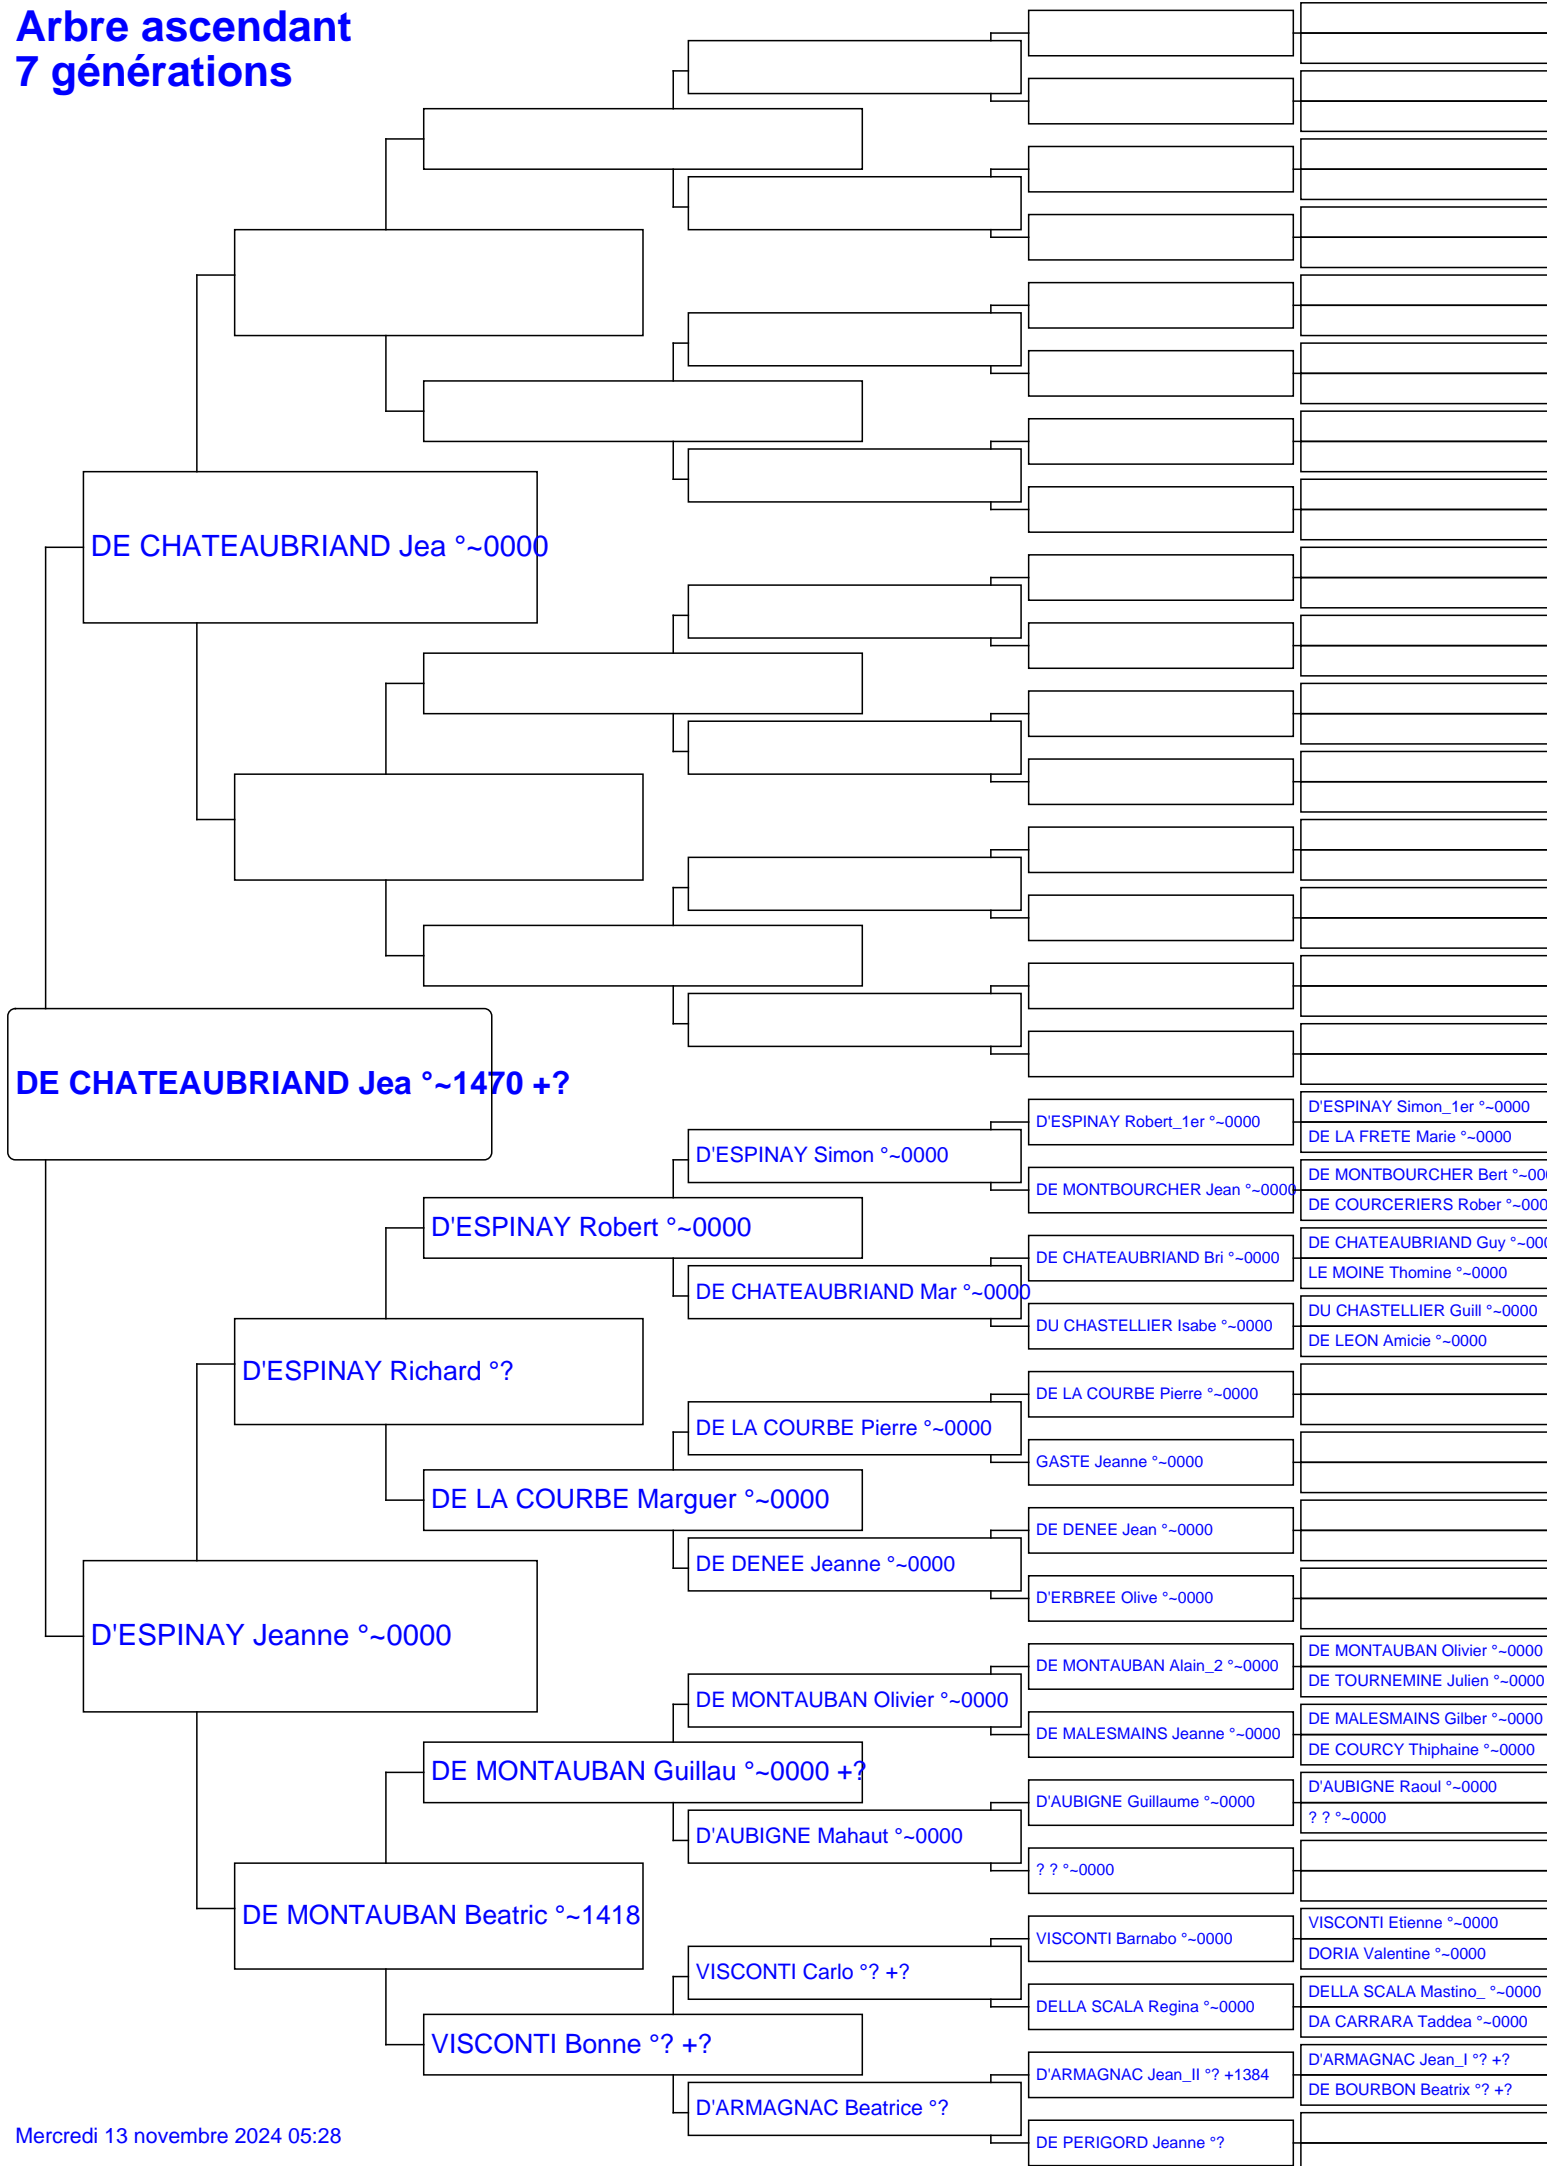 Arbre ascendant
7 générations
DE CHATEAUBRIAND Jea °~0000
DE CHATEAUBRIAND Jea °~1470 +?
D'ESPINAY Jeanne °~0000
D'ESPINAY Richard °?
DE MONTAUBAN Beatric °~1418
D'ESPINAY Robert °~0000
DE LA COURBE Marguer °~0000
DE MONTAUBAN Guillau °~0000 +?
VISCONTI Bonne °? +?
D'ESPINAY Simon °~0000
DE CHATEAUBRIAND Mar °~0000
DE LA COURBE Pierre °~0000
DE DENEE Jeanne °~0000
DE MONTAUBAN Olivier °~0000
D'AUBIGNE Mahaut °~0000
VISCONTI Carlo °? +?
D'ARMAGNAC Beatrice °?
D'ESPINAY Robert_1er °~0000
DE MONTBOURCHER Jean °~0000
DE CHATEAUBRIAND Bri °~0000
DU CHASTELLIER Isabe °~0000
DE LA COURBE Pierre °~0000
GASTE Jeanne °~0000
DE DENEE Jean °~0000
D'ERBREE Olive °~0000
DE MONTAUBAN Alain_2 °~0000
DE MALESMAINS Jeanne °~0000
D'AUBIGNE Guillaume °~0000
? ? °~0000
VISCONTI Barnabo °~0000
DELLA SCALA Regina °~0000
D'ARMAGNAC Jean_II °? +1384
DE PERIGORD Jeanne °?
D'ESPINAY Simon_1er °~0000
DE LA FRETE Marie °~0000
DE MONTBOURCHER Bert °~00
DE COURCERIERS Rober °~000
DE CHATEAUBRIAND Guy °~00
LE MOINE Thomine °~0000
DU CHASTELLIER Guill °~0000
DE LEON Amicie °~0000
DE MONTAUBAN Olivier °~0000
DE TOURNEMINE Julien °~0000
DE MALESMAINS Gilber °~0000
DE COURCY Thiphaine °~0000
D'AUBIGNE Raoul °~0000
? ? °~0000
VISCONTI Etienne °~0000
DORIA Valentine °~0000
DELLA SCALA Mastino_ °~0000
DA CARRARA Taddea °~0000
D'ARMAGNAC Jean_I °? +?
DE BOURBON Beatrix °? +?
Mercredi 13 novembre 2024 05:28